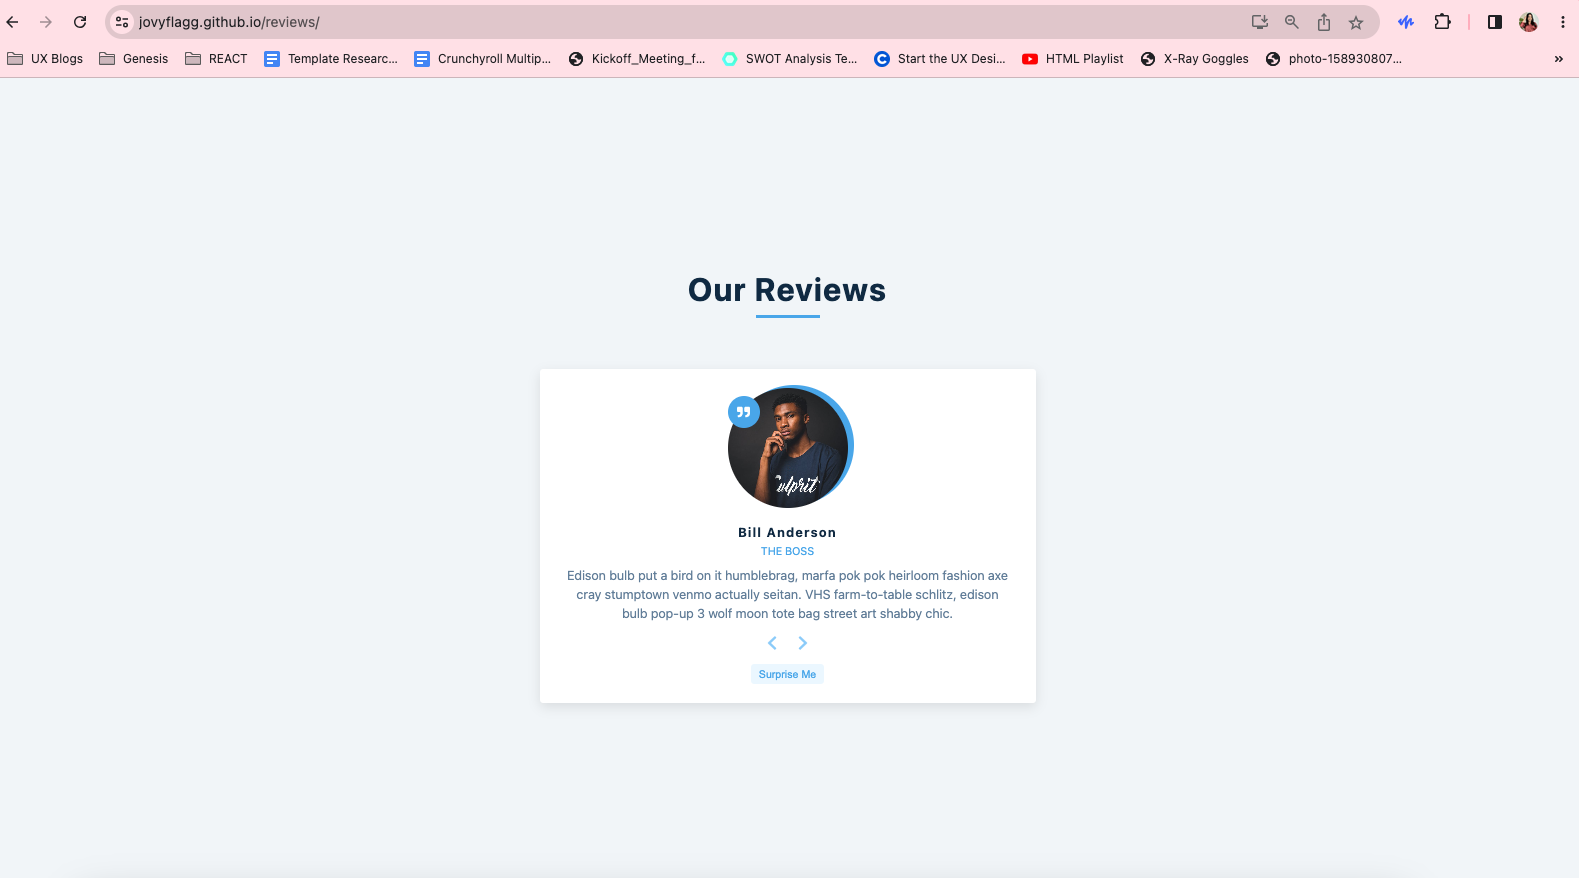 jovyflagg.github.io/reviews/
UX Blogs Genesis REACT Template Researc... Crunchyroll Multip... Kickoff_Meeting_f... SWOT Analysis Te... Start the UX Desi... HTML Playlist X-Ray Goggles photo-158930807... »
Our Reviews
ulprit
Bill Anderson
THE BOSS
Edison bulb put a bird on it humblebrag, marfa pok pok heirloom fashion axe
cray stumptown venmo actually seitan. VHS farm-to-table schlitz, edison
bulb pop-up 3 wolf moon tote bag street art shabby chic.
Surprise Me